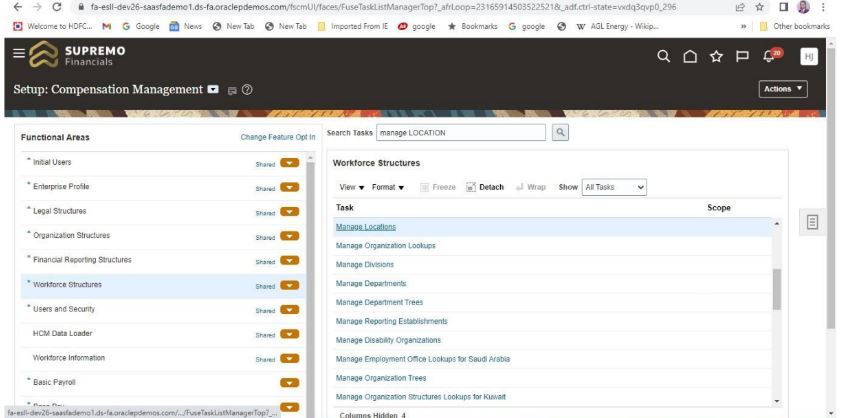 fa-esll-dev26-saasfademo1.ds-fa.oraclepdemos.com/fscmUI/faces/FuseTaskListManagerTop?_afrLoop=23165914503522521&_adf.ctrl-state=vxdq3qvp0_296
Welcome to HDFC... Google News New Tab New Tab Imported From IE google Bookmarks G google W AGL Energy - Wikip... » Other bookmarks
SUPREMO
Financials
20
HJ
Setup: Compensation Management
Actions
Functional Areas
Change Feature Opt In
Search Tasks manage LOCATION
* Initial Users Shared
* Enterprise Profile Shared
* Legal Structures Shared
* Organization Structures Shared
* Financial Reporting Structures Shared
* Workforce Structures Shared
* Users and Security Shared
HCM Data Loader Shared
Workforce Information Shared
* Basic Payroll
Workforce Structures
View Format Freeze Detach Wrap Show All Tasks
Task Scope
Manage Locations
Manage Organization Lookups
Manage Divisions
Manage Departments
Manage Department Trees
Manage Reporting Establishments
Manage Disability Organizations
Manage Employment Office Lookups for Saudi Arabia
Manage Organization Trees
Manage Organization Structures Lookups for Kuwait
Columns Hidden 4
fa-esll-dev26-saasfademo1.ds-fa.oraclepdemos.com/.../FuseTaskListManagerTop?_...